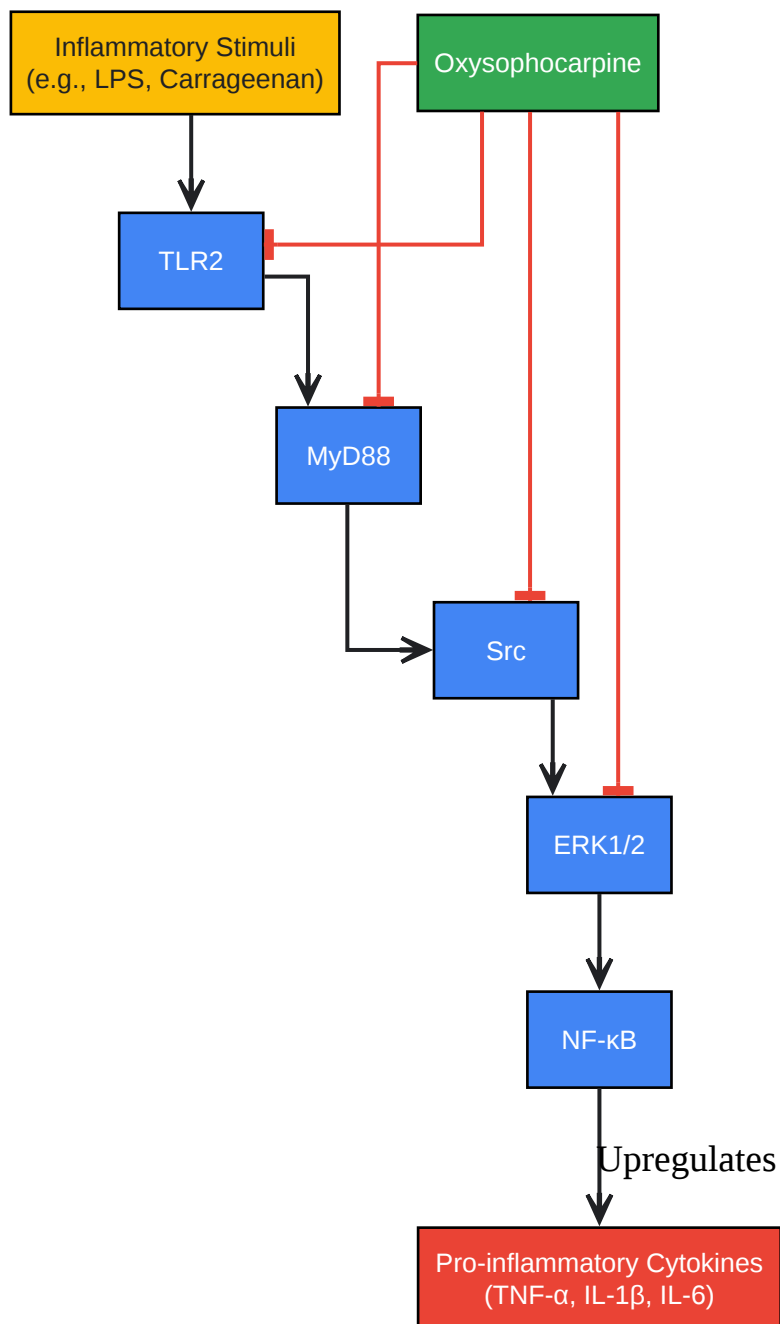 Inflammatory Stimuli
(e.g., LPS, Carrageenan)
Oxysophocarpine
TLR2
MyD88
Src
ERK1/2
NF-κB
Upregulates
Pro-inflammatory Cytokines
(TNF-α, IL-1β, IL-6)